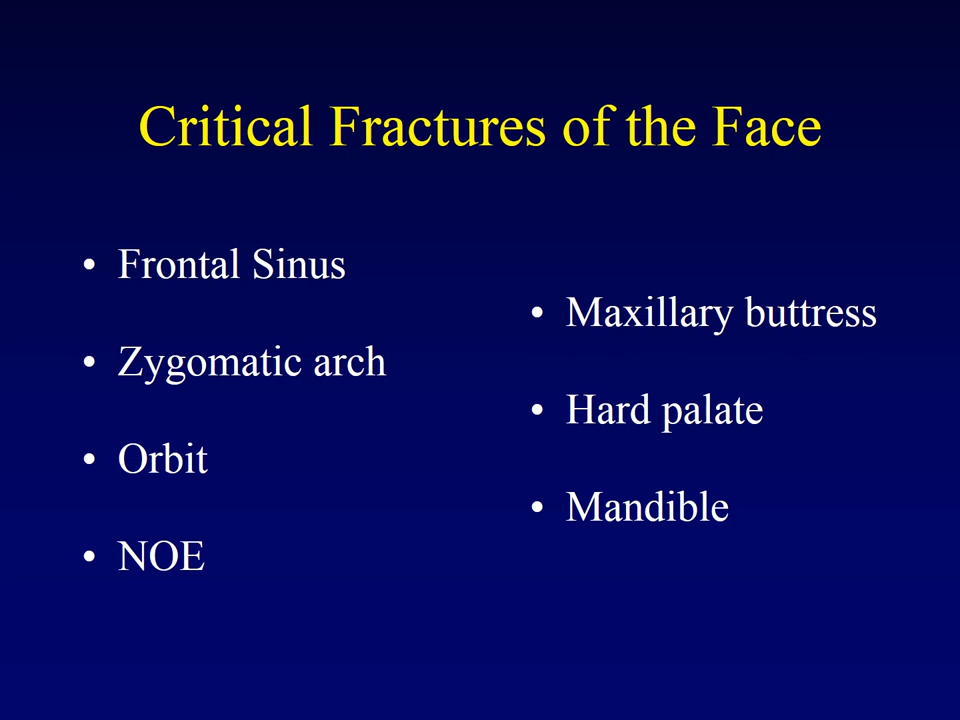 Critical Fractures of the Face
• Frontal Sinus
• Zygomatic arch
• Orbit
• NOE
• Maxillary buttress
• Hard palate
• Mandible